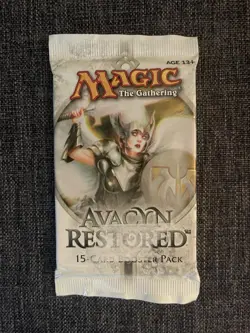 AGE 13+
MAGIC
The Gathering
AVACYN
RESTORED
15-CARD BOOSTER PACK